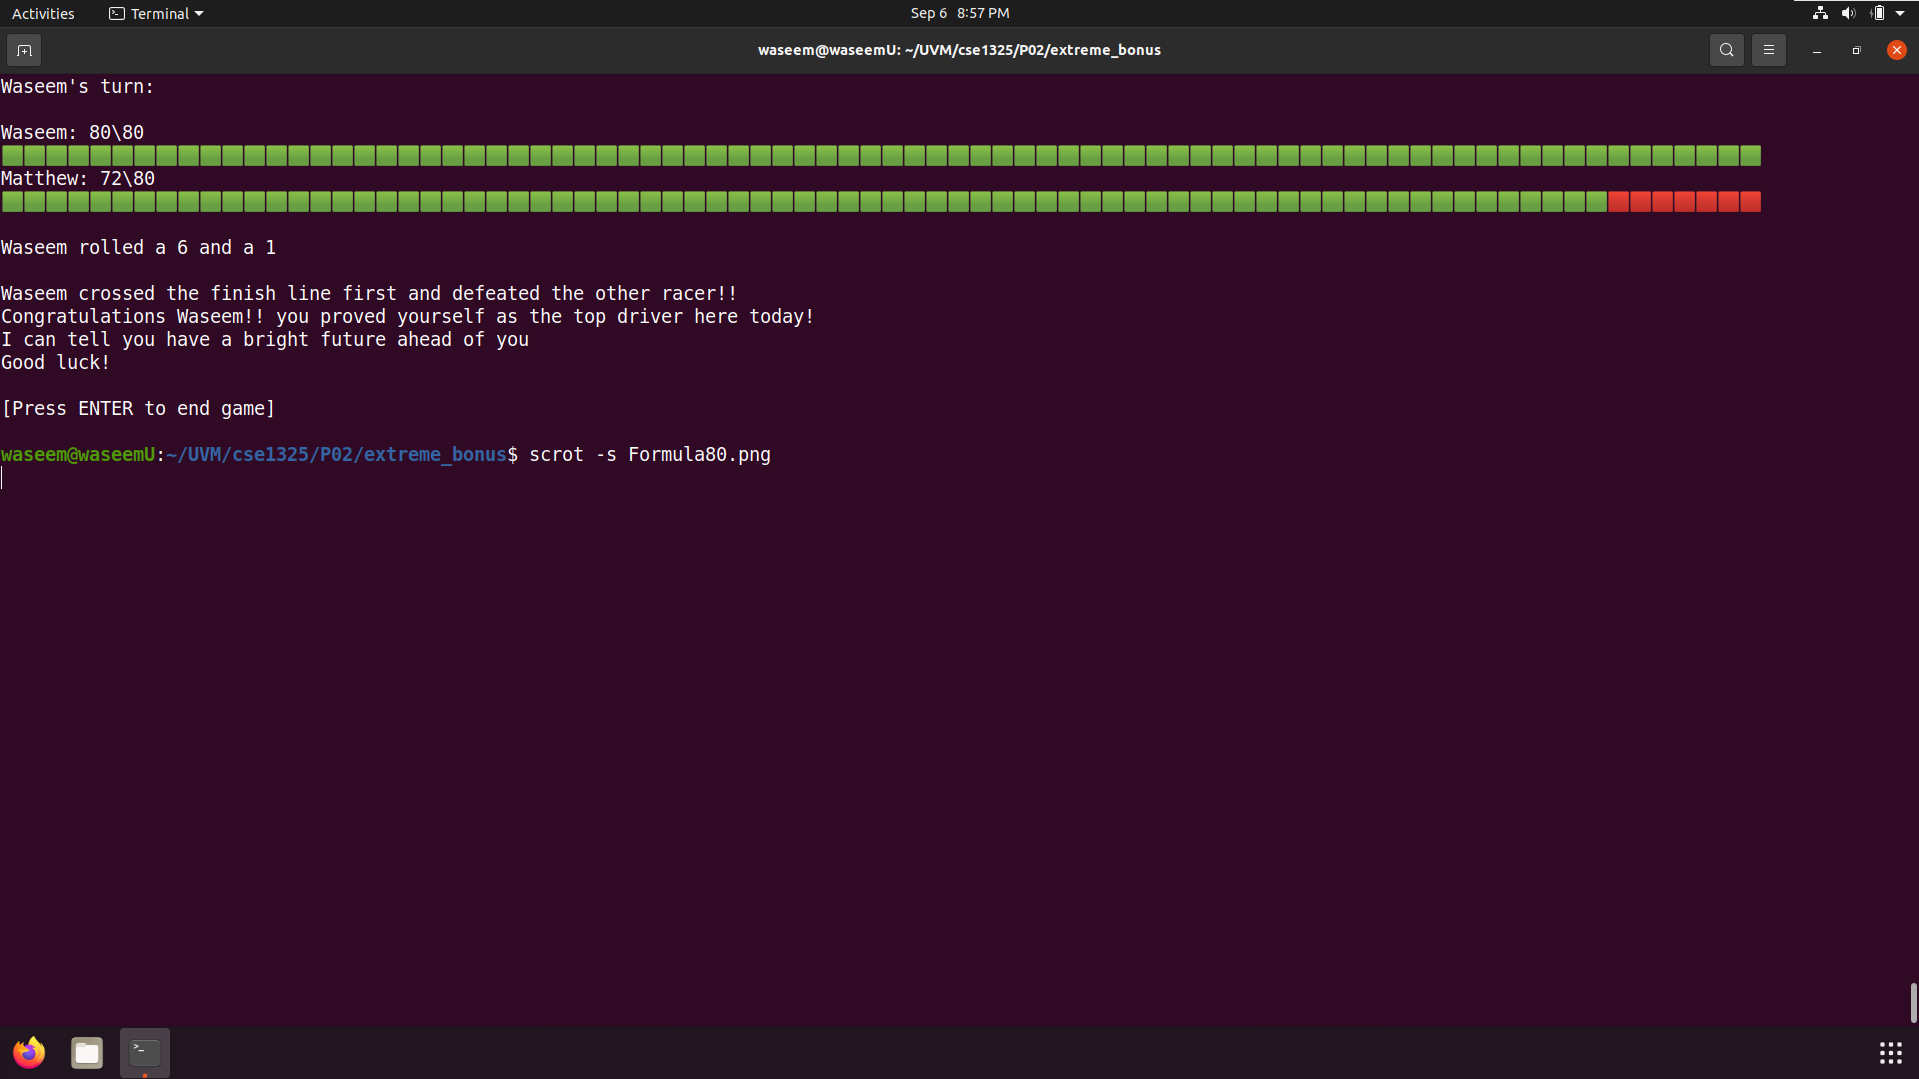 Activities Terminal Sep 6 8:57 PM
waseem@waseemU: ~/UVM/cse1325/P02/extreme_bonus
Waseem's turn:
Waseem: 80\80
Matthew: 72\80
Waseem rolled a 6 and a 1
Waseem crossed the finish line first and defeated the other racer!!
Congratulations Waseem!! you proved yourself as the top driver here today!
I can tell you have a bright future ahead of you
Good luck!
[Press ENTER to end game]
waseem@waseemU:~/UVM/cse1325/P02/extreme_bonus$ scrot -s Formula80.png